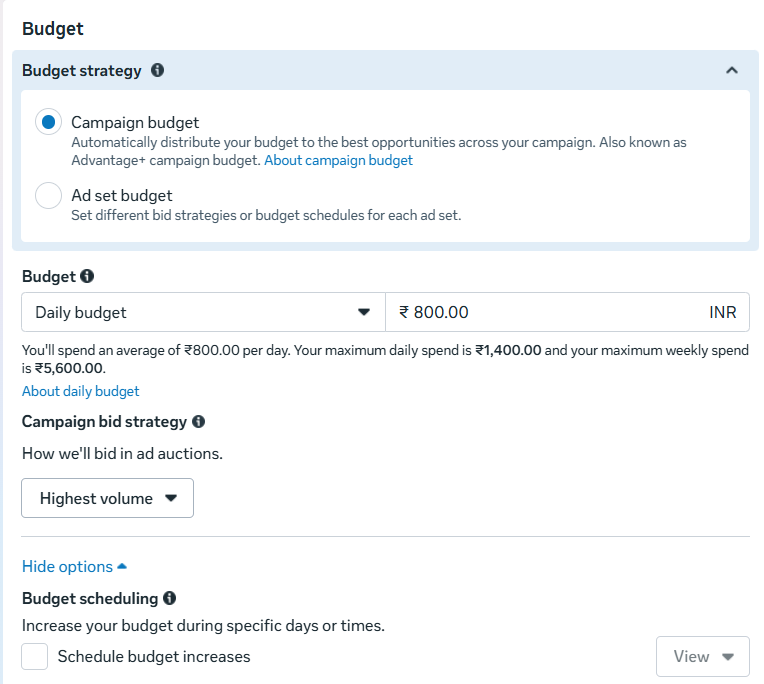 Budget
Budget strategy
Campaign budget
Automatically distribute your budget to the best opportunities across your campaign. Also known as
Advantage+ campaign budget. About campaign budget
Ad set budget
Set different bid strategies or budget schedules for each ad set.
Budget
Daily budget ₹ 800.00 INR
You'll spend an average of ₹800.00 per day. Your maximum daily spend is ₹1,400.00 and your maximum weekly spend
is ₹5,600.00.
About daily budget
Campaign bid strategy
How we'll bid in ad auctions.
Highest volume
Hide options
Budget scheduling
Increase your budget during specific days or times.
Schedule budget increases View